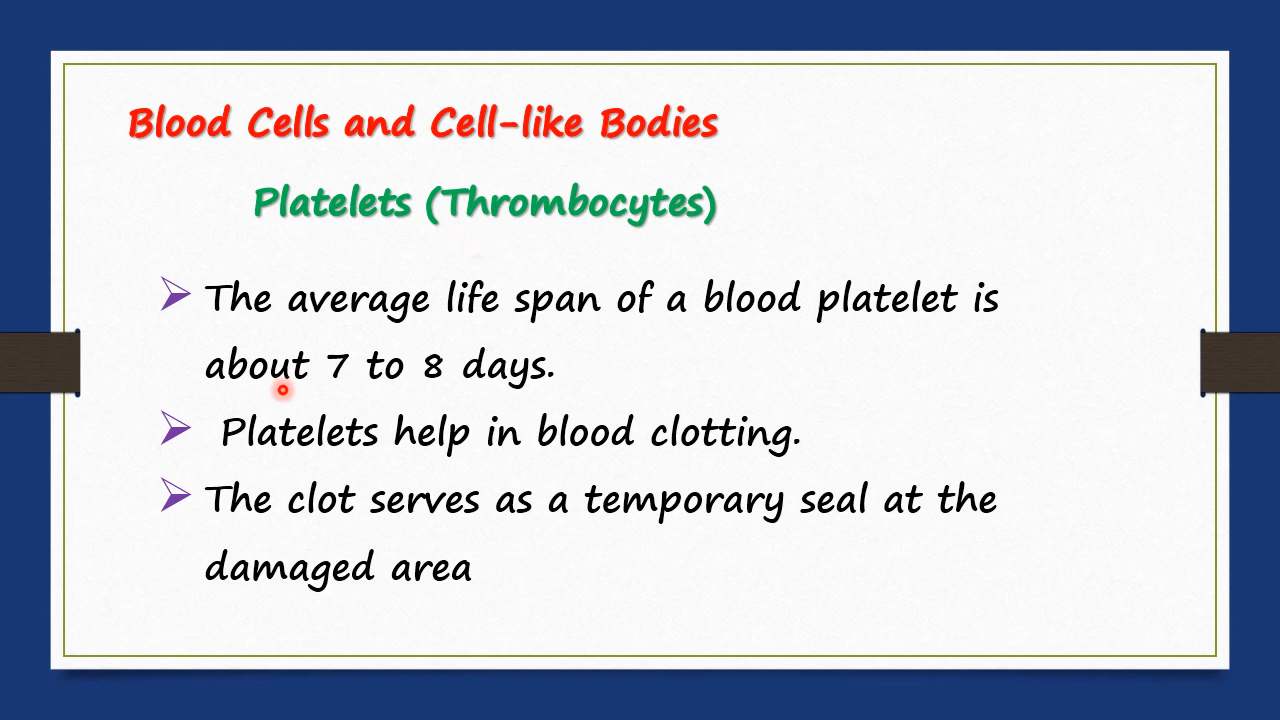 Blood Cells and Cell-like Bodies
Platelets (Thrombocytes)
The average life span of a blood platelet is
about 7 to 8 days.
Platelets help in blood clotting.
The clot serves as a temporary seal at the
damaged area